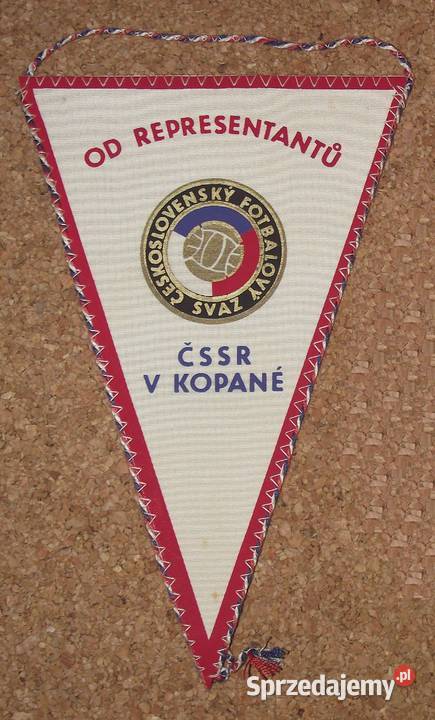 OD REPRESENTANTŮ
ČESKOSLOVENSKÝ FOTBALOVÝ SVAZ
ČSSR
V KOPANÉ
Sprzedajemy.pl